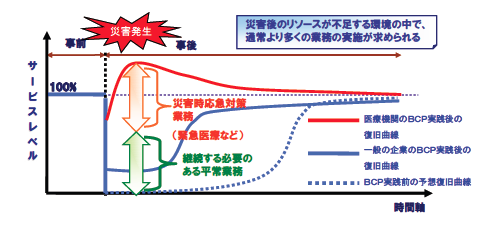 災害発生
災害後のリソースが不足する環境の中で、
通常より多くの業務の実施が求められる
事前
事後
サービスレベル
100%
災害時応急対策
業務
(緊急医療など)
継続する必要の
ある平常業務
医療機関のBCP実践後の
復旧曲線
一般の企業のBCP実践後の
復旧曲線
BCP実践前の予想復旧曲線
時間軸